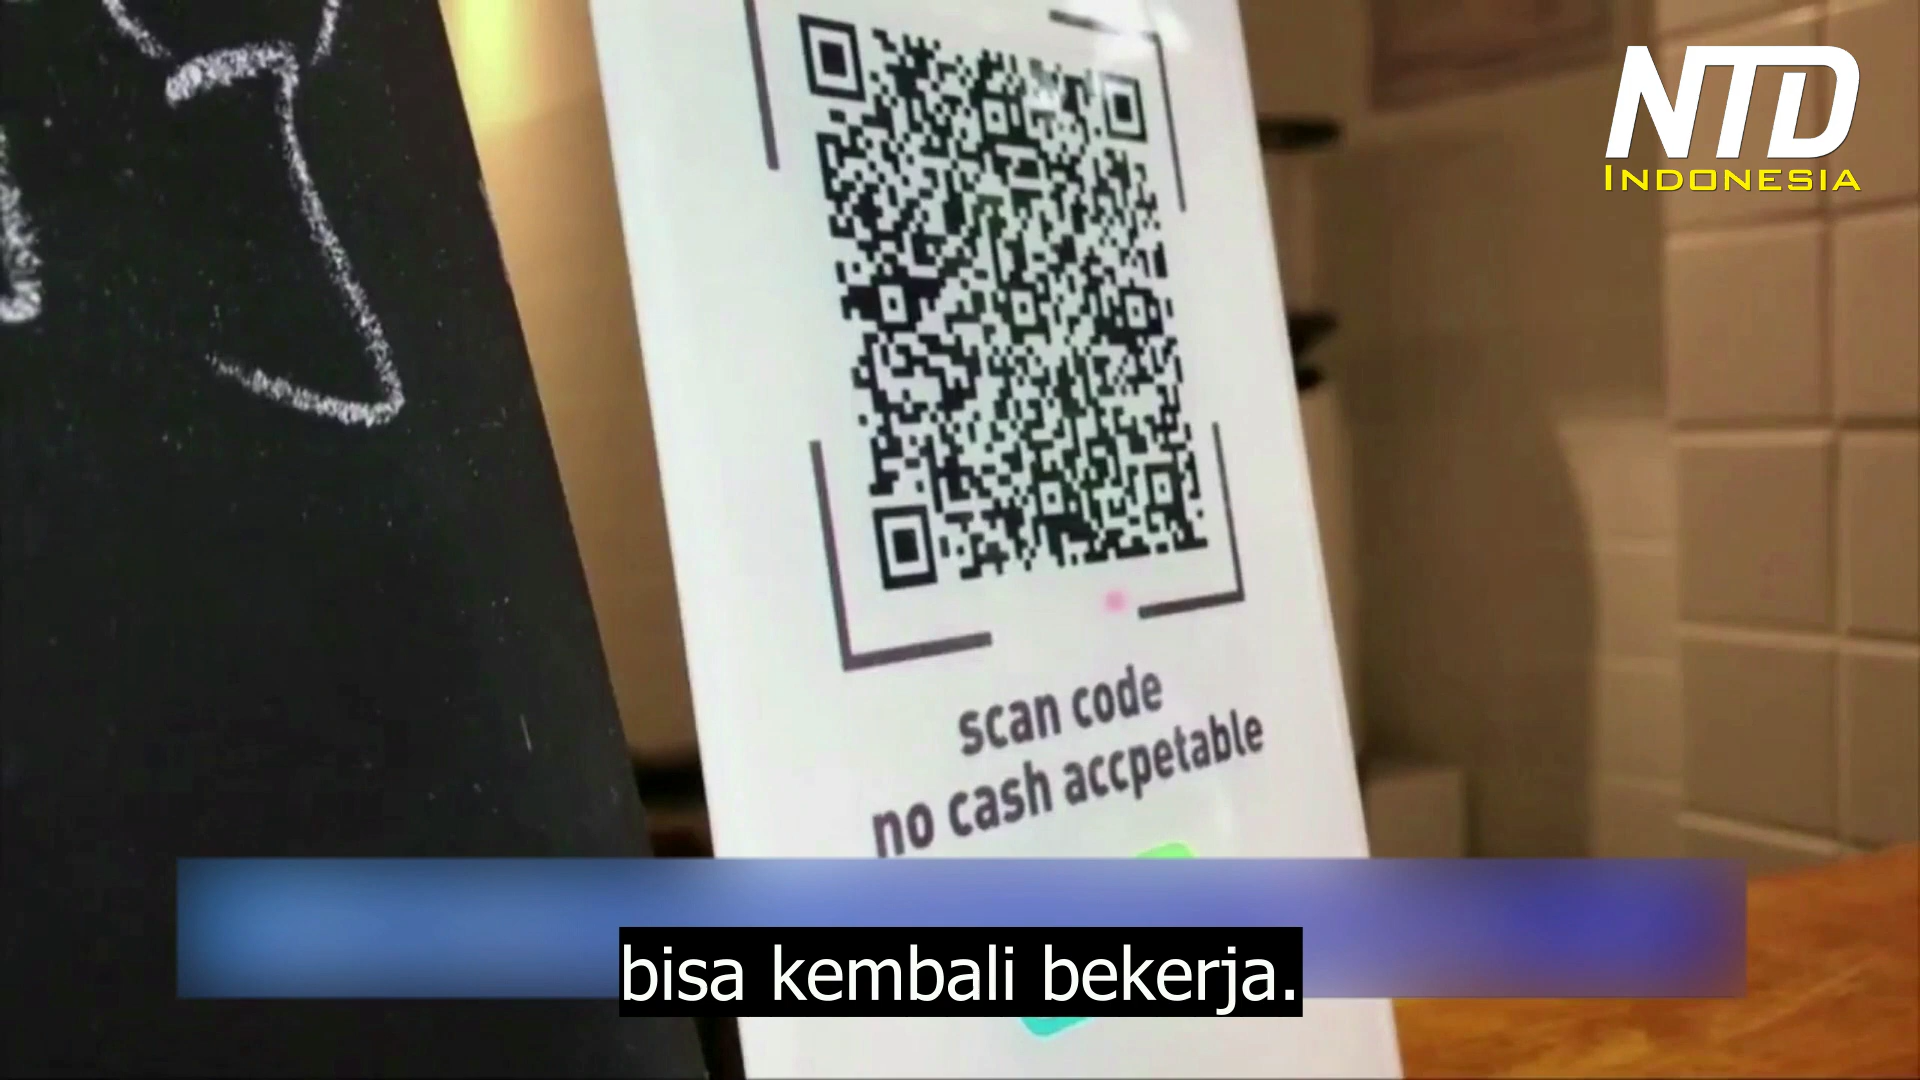 NTD
INDONESIA
scan code
no cash accpetable
bisa kembali bekerja.